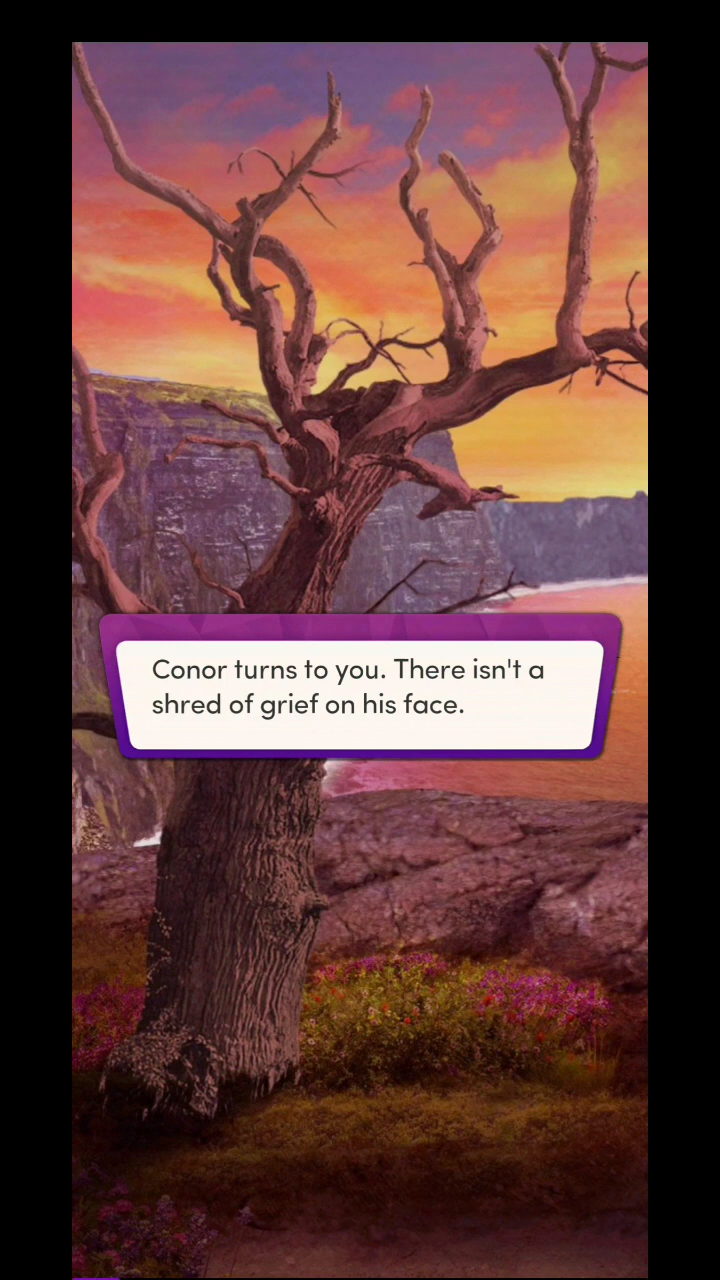 Conor turns to you. There isn't a
shred of grief on his face.